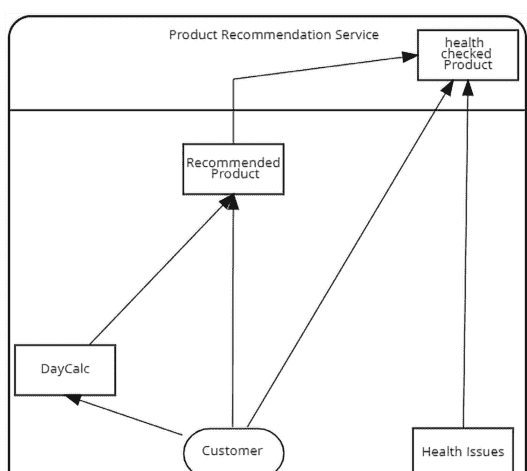 Product Recommendation Service
health
checked
Product
Recommended
Product
DayCalc
Customer
Health Issues